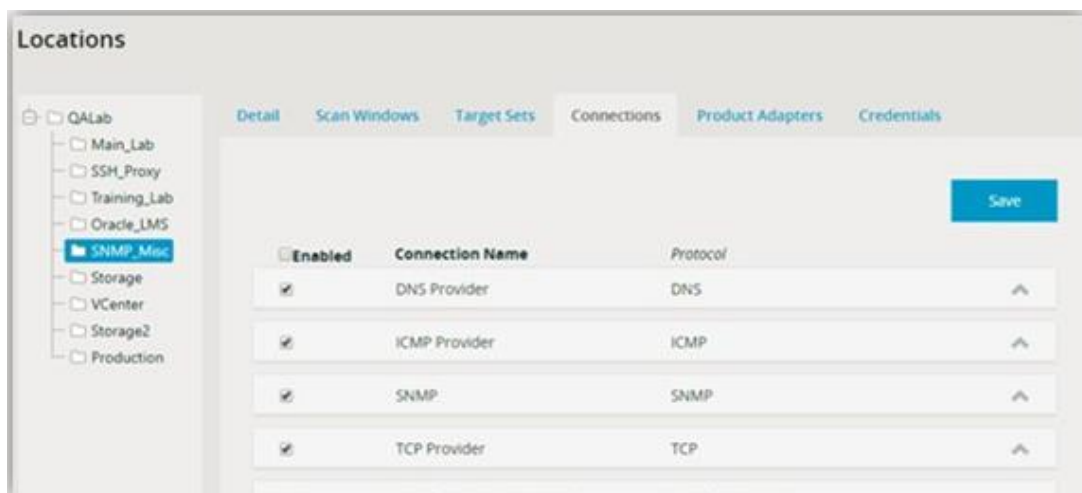 Locations
QALab
Main_Lab
SSH_Proxy
Training_Lab
Oracle_LMS
SNMP_Misc
Storage
VCenter
Storage2
Production
Detail Scan Windows Target Sets Connections Product Adapters Credentials
Save
Enabled Connection Name Protocol
DNS Provider DNS
ICMP Provider ICMP
SNMP SNMP
TCP Provider TCP